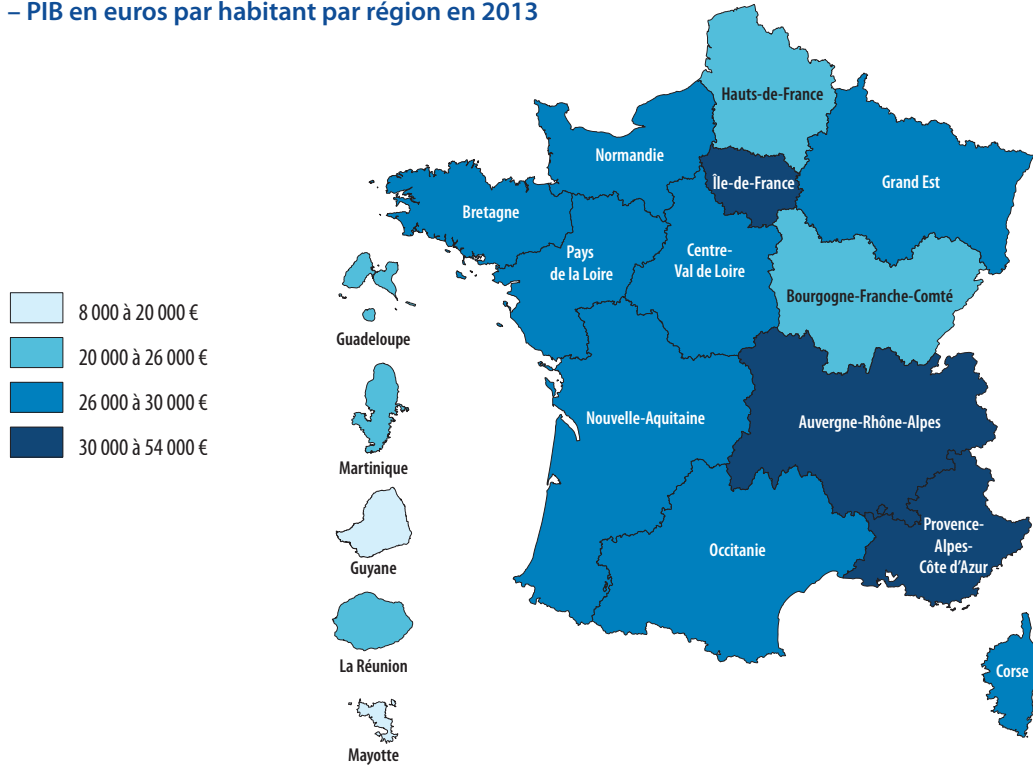 – PIB en euros par habitant par région en 2013
Hauts-de-France
Normandie
Île-de-France
Grand Est
Bretagne
Pays
de la Loire
Centre-
Val de Loire
Bourgogne-Franche-Comté
8 000 à 20 000 €
20 000 à 26 000 €
26 000 à 30 000 €
30 000 à 54 000 €
Guadeloupe
Martinique
Guyane
La Réunion
Mayotte
Nouvelle-Aquitaine
Auvergne-Rhône-Alpes
Occitanie
Provence-
Alpes-
Côte d'Azur
Corse